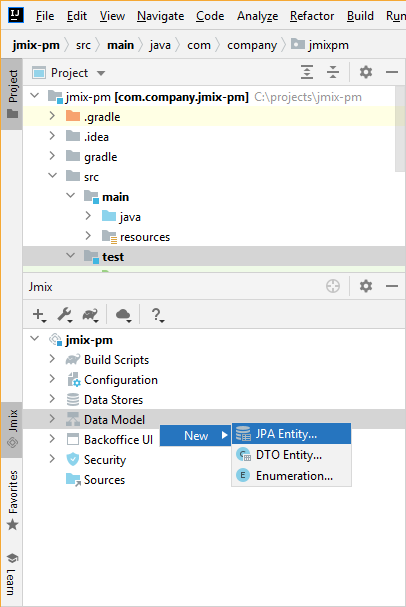 File Edit View Navigate Code Analyze Refactor Build Run
jmix-pm src main java com company jmixpm
Project
Project
jmix-pm [com.company.jmix-pm] C:\projects\jmix-pm
.gradle
.idea
gradle
src
main
java
resources
test
Jmix
jmix-pm
Build Scripts
Configuration
Data Stores
Data Model
New
JPA Entity...
DTO Entity...
Enumeration...
Backoffice UI
Security
Sources
Jmix
Favorites
Learn